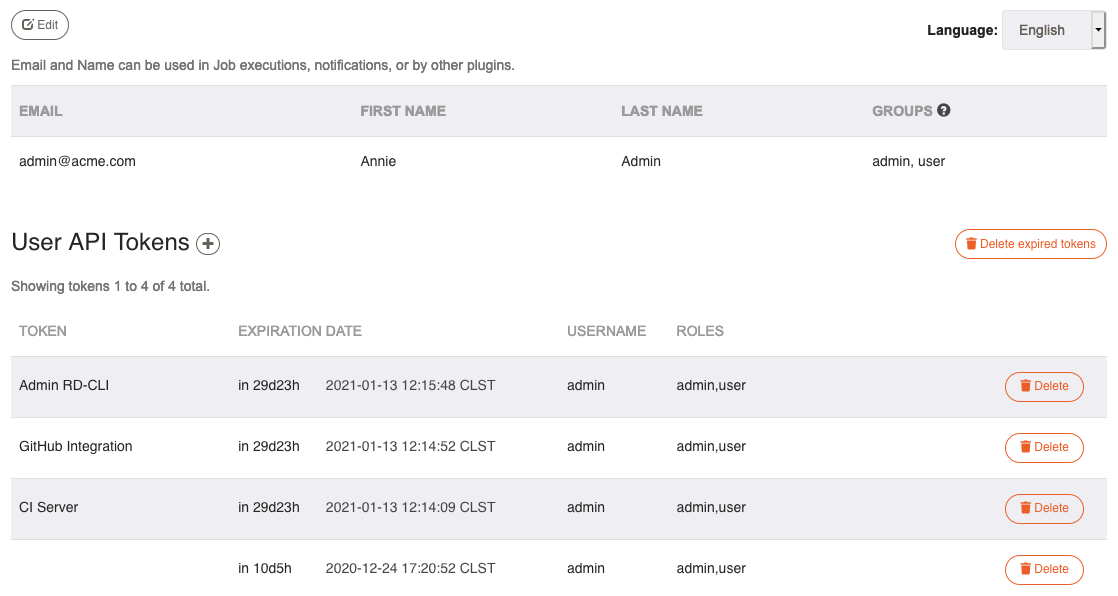 Edit
Language: English
Email and Name can be used in Job executions, notifications, or by other plugins.
EMAIL FIRST NAME LAST NAME GROUPS
admin@acme.com Annie Admin admin, user
User API Tokens
Delete expired tokens
Showing tokens 1 to 4 of 4 total.
TOKEN EXPIRATION DATE USERNAME ROLES
Admin RD-CLI in 29d23h 2021-01-13 12:15:48 CLST admin admin,user Delete
GitHub Integration in 29d23h 2021-01-13 12:14:52 CLST admin admin,user Delete
CI Server in 29d23h 2021-01-13 12:14:09 CLST admin admin,user Delete
in 10d5h 2020-12-24 17:20:52 CLST admin admin,user Delete